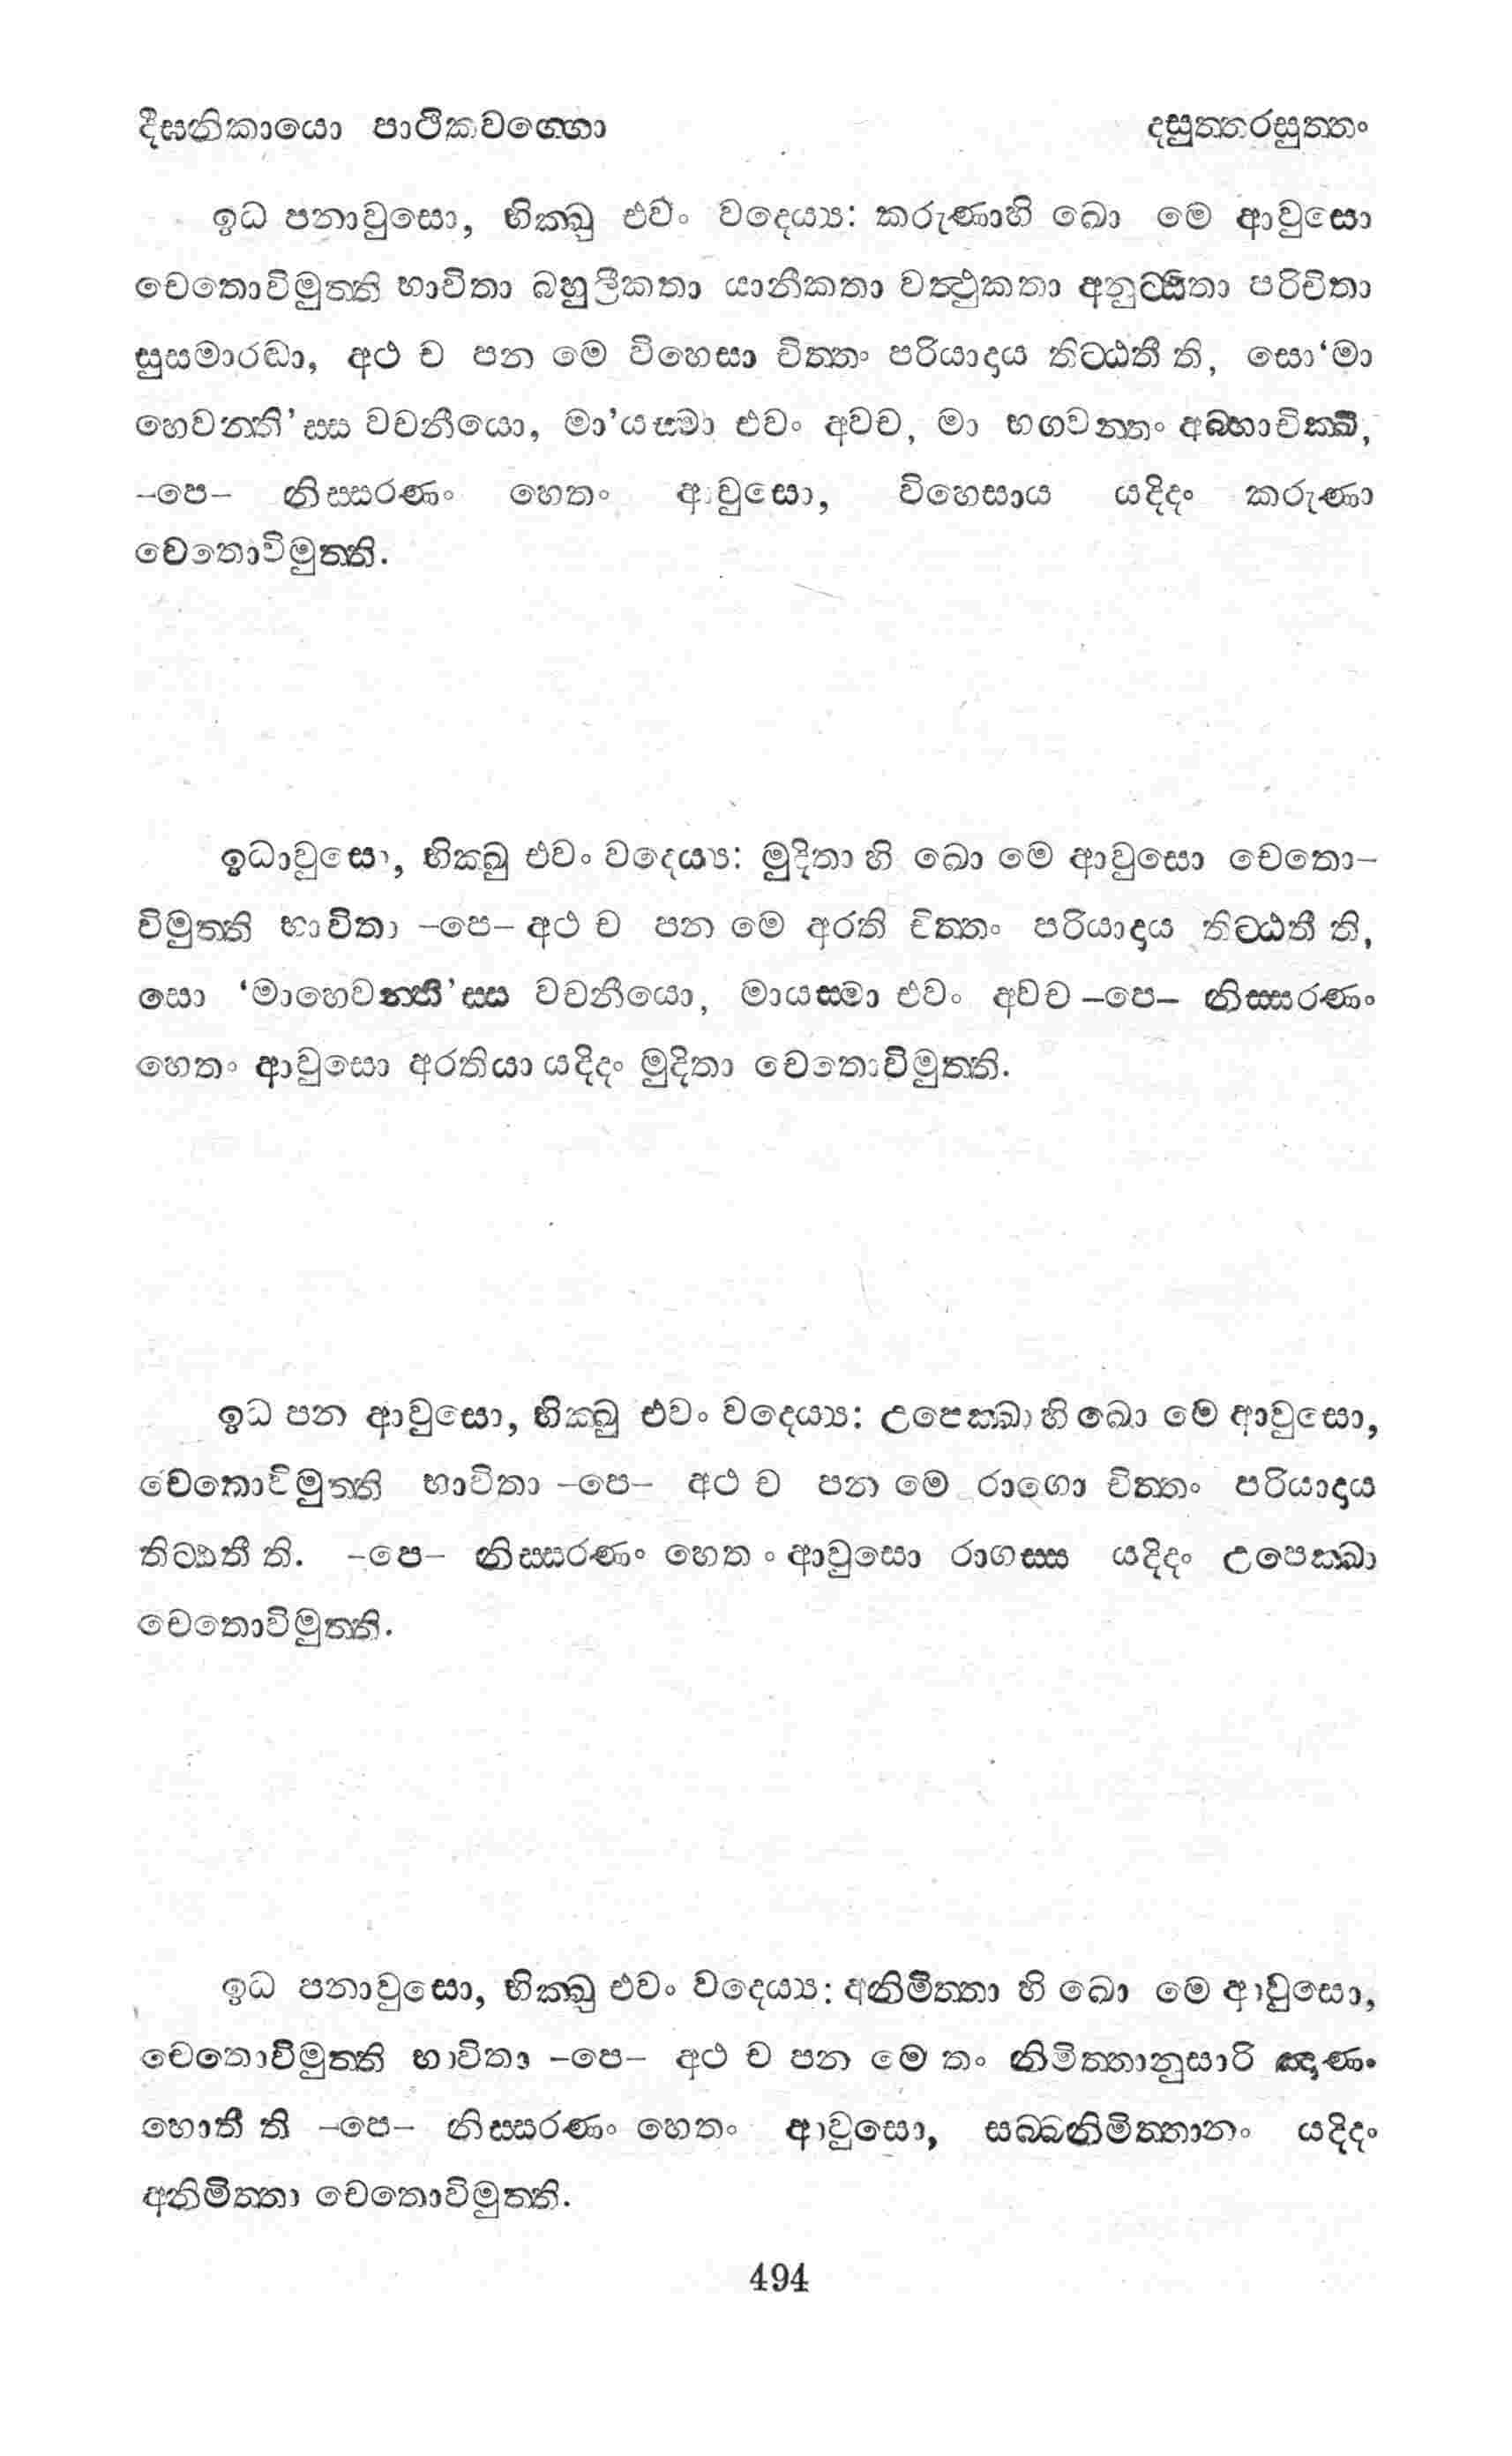 දීඝනිකායො පාථිකවග්ගො දසුත්තරසුත්තං
ඉධ පනාවුසො, භික්ඛු එවං වදෙය්‍ය: කරුණාහි ඛො මෙ ආවුසො
චෙතොවිමුත්ති භාවිතා බහුලීකතා යානීකතා වත්ථුකතා අනුට්ඨිතා පරිචිතා
සුසමාරද්ධා, අථ ච පන මෙ විහෙසා චිත්තං පරියාදාය තිට්ඨතී ති, සො‘මා
හෙවන්ති’ස්ස වචනීයො, මා’යස්මා එවං අවච, මා භගවන්තං අබ්භාචික්ඛි,
–පෙ– නිස්සරණං හෙතං ආවුසො, විහෙසාය යදිදං කරුණා
චෙතොවිමුත්ති.
ඉධාවුසො, භික්ඛු එවං වදෙය්‍ය: මුදිතා හි ඛො මෙ ආවුසො චෙතො–
විමුත්ති භාවිතා –පෙ– අථ ච පන මෙ අරති චිත්තං පරියාදාය තිට්ඨතී ති,
සො ‘මාහෙවන්ති’ස්ස වචනීයො, මායස්මා එවං අවච –පෙ– නිස්සරණං
හෙතං ආවුසො අරතියා යදිදං මුදිතා චෙතොවිමුත්ති.
ඉධ පන ආවුසො, භික්ඛු එවං වදෙය්‍ය: උපෙක්ඛා හි ඛො මෙ ආවුසො,
චෙතොවිමුත්ති භාවිතා –පෙ– අථ ච පන මෙ රාගො චිත්තං පරියාදාය
තිට්ඨතී ති. –පෙ– නිස්සරණං හෙතං ආවුසො රාගස්ස යදිදං උපෙක්ඛා
චෙතොවිමුත්ති.
ඉධ පනාවුසො, භික්ඛු එවං වදෙය්‍ය: අනිමිත්තා හි ඛො මෙ ආවුසො,
චෙතොවිමුත්ති භාවිතා –පෙ– අථ ච පන මෙ තං නිමිත්තානුසාරි ඤාණං
හොතී ති –පෙ– නිස්සරණං හෙතං ආවුසො, සබ්බනිමිත්තානං යදිදං
අනිමිත්තා චෙතොවිමුත්ති.
494